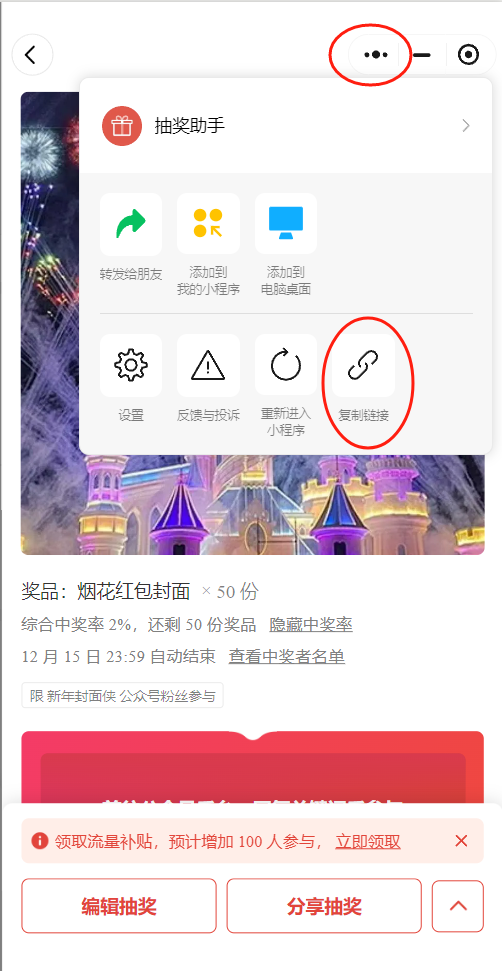 抽奖助手
转发给朋友
添加到
我的小程序
添加到
电脑桌面
设置
反馈与投诉
重新进入
小程序
复制链接
奖品：烟花红包封面 × 50 份
综合中奖率 2%，还剩 50 份奖品 隐藏中奖率
12 月 15 日 23:59 自动结束 查看中奖者名单
限 新年封面侠 公众号粉丝参与
领取流量补贴，预计增加 100 人参与， 立即领取
编辑抽奖
分享抽奖